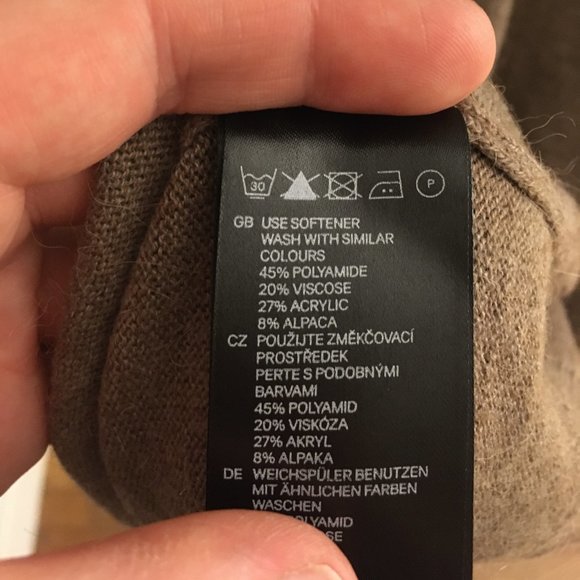 30 P
GB USE SOFTENER
WASH WITH SIMILAR
COLOURS
45% POLYAMIDE
20% VISCOSE
27% ACRYLIC
8% ALPACA
CZ POUŽIJTE ZMĚKČOVACÍ
PROSTŘEDEK
PERTE S PODOBNÝMI
BARVAMI
45% POLYAMID
20% VISKÓZA
27% AKRYL
8% ALPAKA
DE WEICHSPÜLER BENUTZEN
MIT ÄHNLICHEN FARBEN
WASCHEN